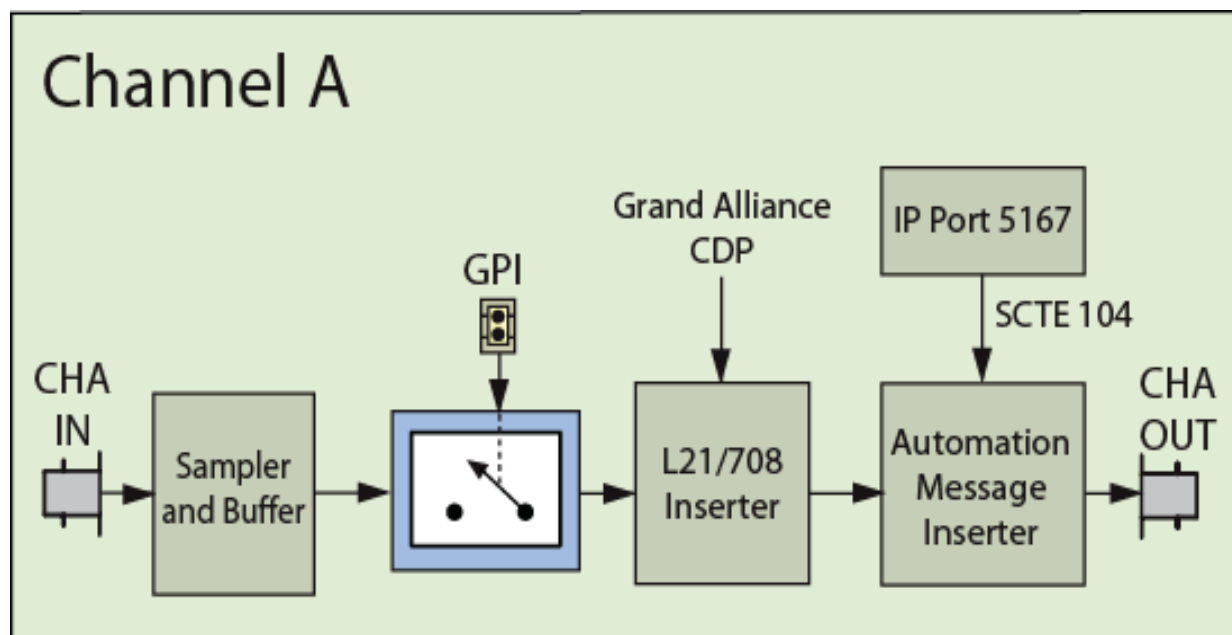 Channel A
Grand Alliance
CDP
IP Port 5167
GPI
SCTE 104
CHA
IN
CHA
OUT
Sampler
and Buffer
L21/708
Inserter
Automation
Message
Inserter